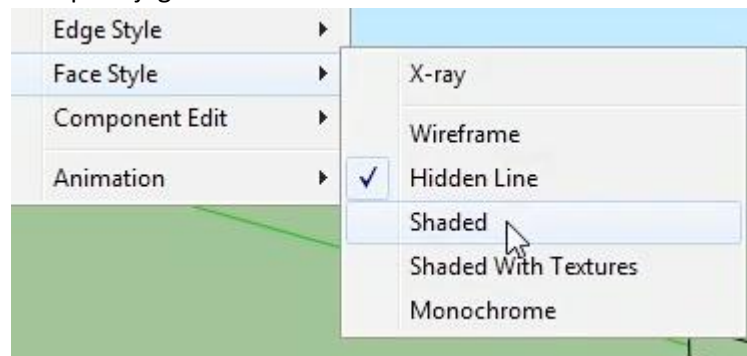 Edge Style
Face Style
Component Edit
Animation
X-ray
Wireframe
Hidden Line
Shaded
Shaded With Textures
Monochrome